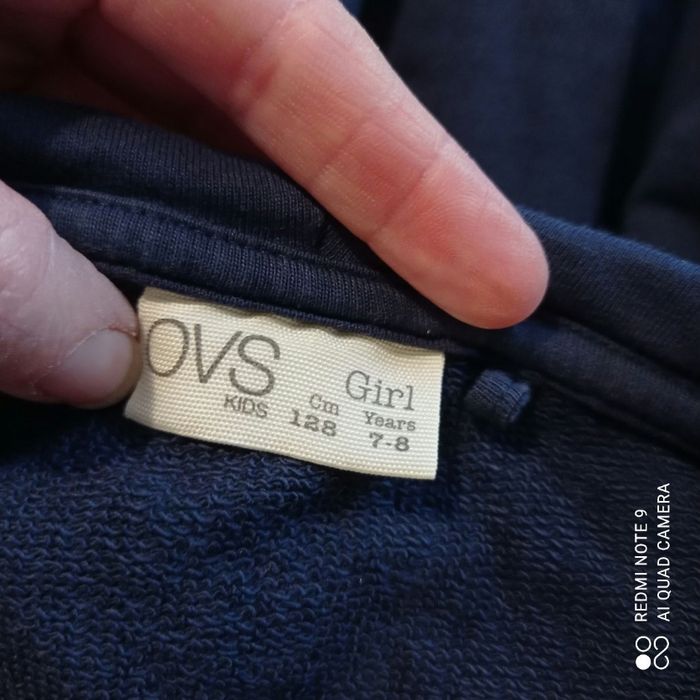 OVS
KIDS
Girl
Cm Years
128 7-8
REDMI NOTE 9
AI QUAD CAMERA